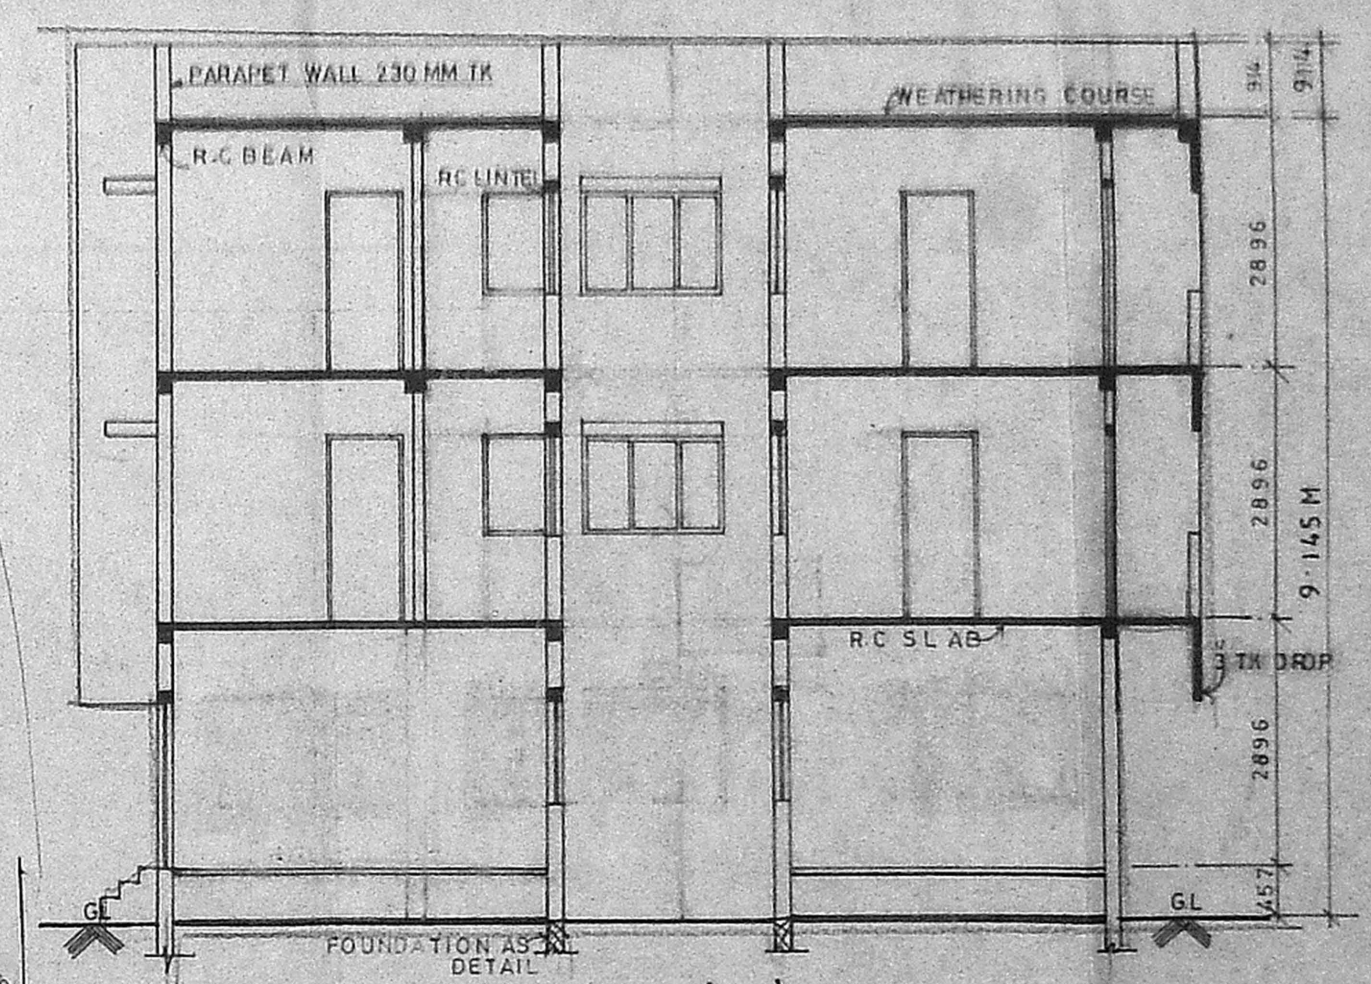 PARAPET WALL 230 MM TK
WEATHERING COURSE
914
914
R.C BEAM
RC LINTEL
2896
2896
9.145 M
R.C SLAB
3" TK DROP
2896
457
GL
GL
FOUNDATION AS
DETAIL